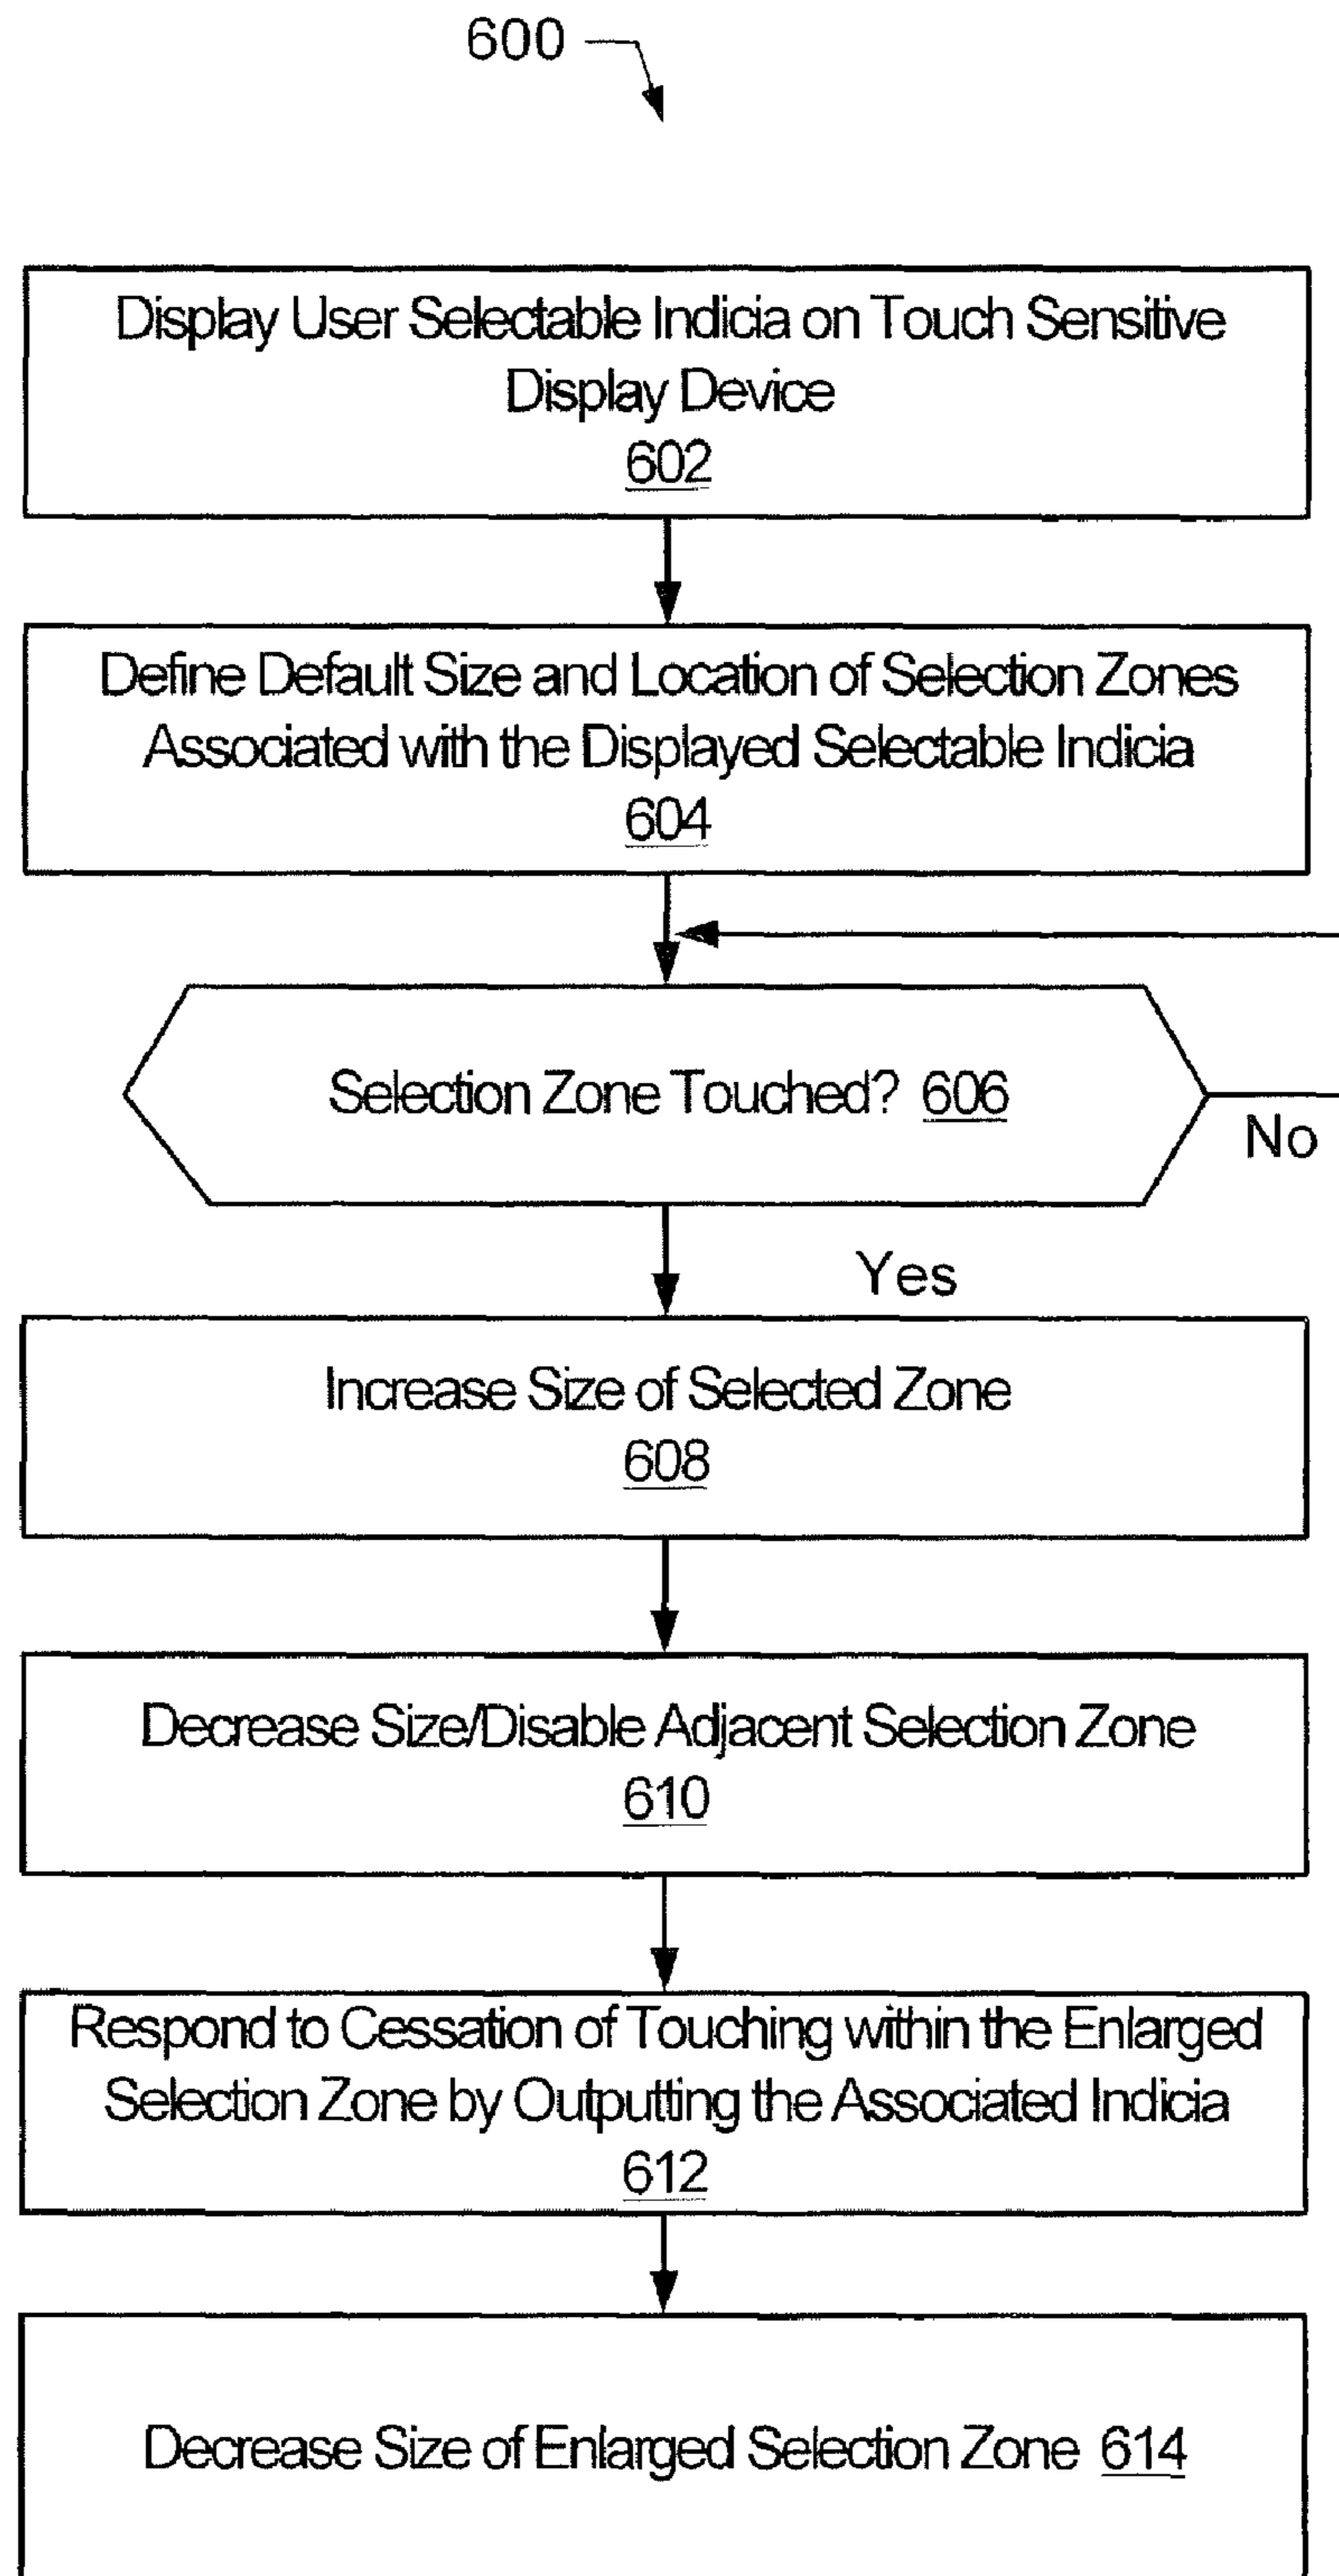 600
Display User Selectable Indicia on Touch Sensitive
Display Device
602
Define Default Size and Location of Selection Zones
Associated with the Displayed Selectable Indicia
604
Selection Zone Touched? 606
No
Yes
Increase Size of Selected Zone
608
Decrease Size/Disable Adjacent Selection Zone
610
Respond to Cessation of Touching within the Enlarged
Selection Zone by Outputting the Associated Indicia
612
Decrease Size of Enlarged Selection Zone 614